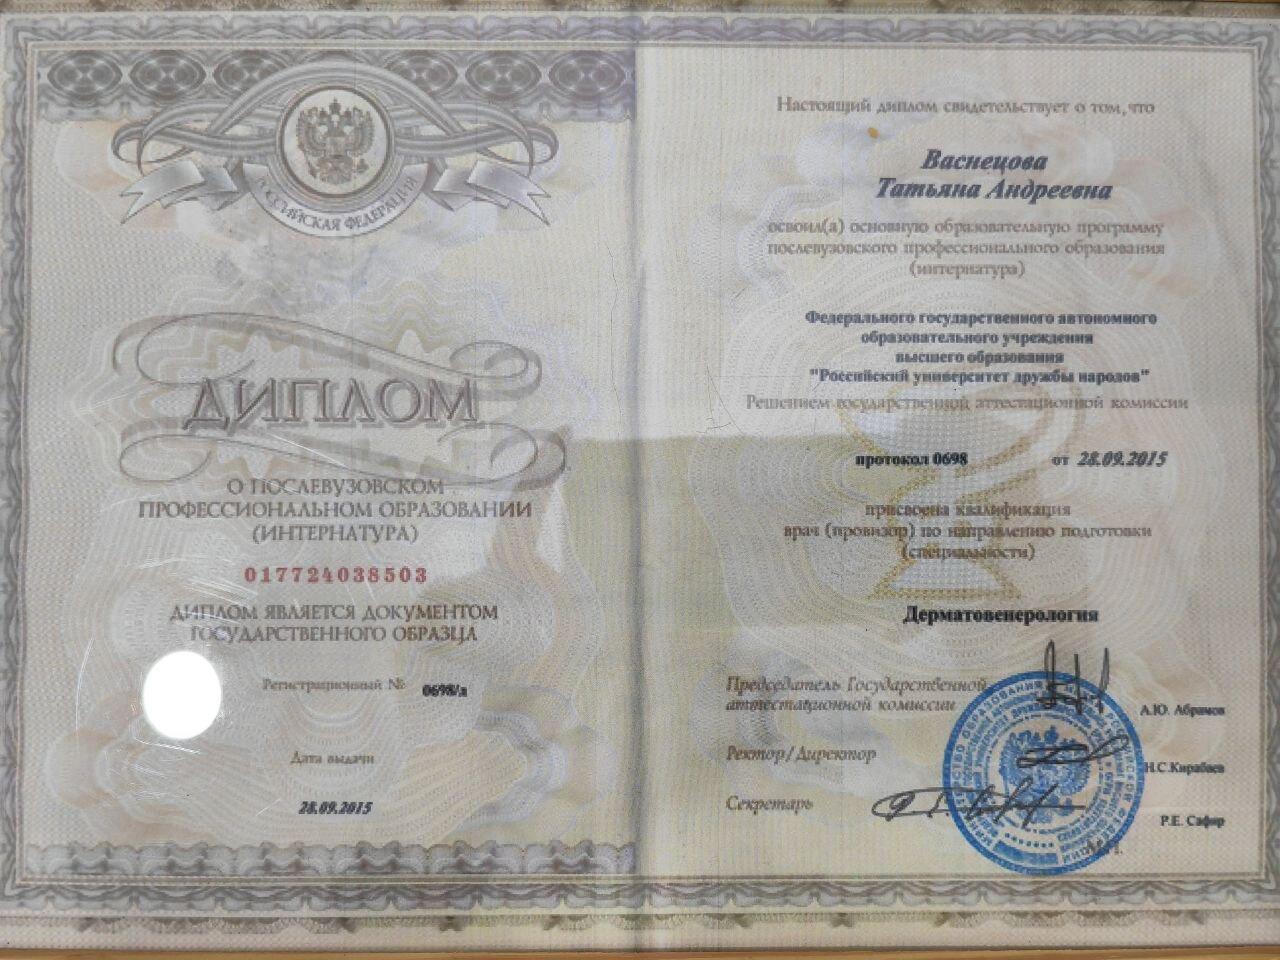 РОССИЙСКАЯ ФЕДЕРАЦИЯ
ДИПЛОМ
О ПОСЛЕВУЗОВСКОМ
ПРОФЕССИОНАЛЬНОМ ОБРАЗОВАНИИ
(ИНТЕРНАТУРА)
017724038503
ДИПЛОМ ЯВЛЯЕТСЯ ДОКУМЕНТОМ
ГОСУДАРСТВЕННОГО ОБРАЗЦА
Регистрационный № 0698/д
Дата выдачи
28.09.2015
Настоящий диплом свидетельствует о том, что
Васнецова
Татьяна Андреевна
освоил(а) основную образовательную программу
послевузовского профессионального образования
(интернатура)
Федерального государственного автономного
образовательного учреждения
высшего образования
"Российский университет дружбы народов"
Решением государственной аттестационной комиссии
протокол 0698 от 28.09.2015
присвоена квалификация
врач (провизор) по направлению подготовки
(специальности)
Дерматовенерология
Председатель Государственной
аттестационной комиссии А.Ю. Абрамов
Ректор/Директор Н.С.Кирабаев
Секретарь Р.Е. Сафир